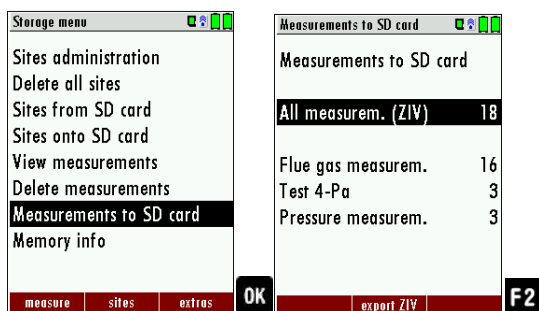 Storage menu
Sites administration
Delete all sites
Sites from SD card
Sites onto SD card
View measurements
Delete measurements
Measurements to SD card
Memory info
measure sites extras
OK
Measurements to SD card
Measurements to SD card
All measurem. (ZIV) 18
Flue gas measurem. 16
Test 4-Pa 3
Pressure measurem. 3
export ZIV
F2